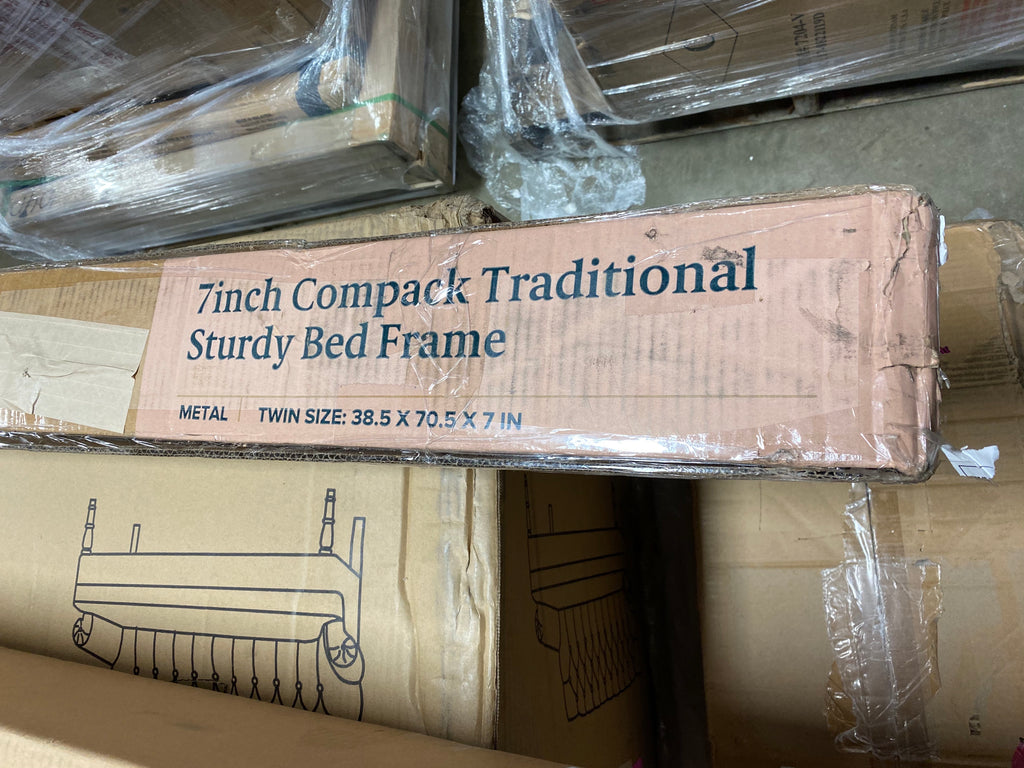 7inch Compack Traditional
Sturdy Bed Frame
METAL TWIN SIZE: 38.5 X 70.5 X 7 IN